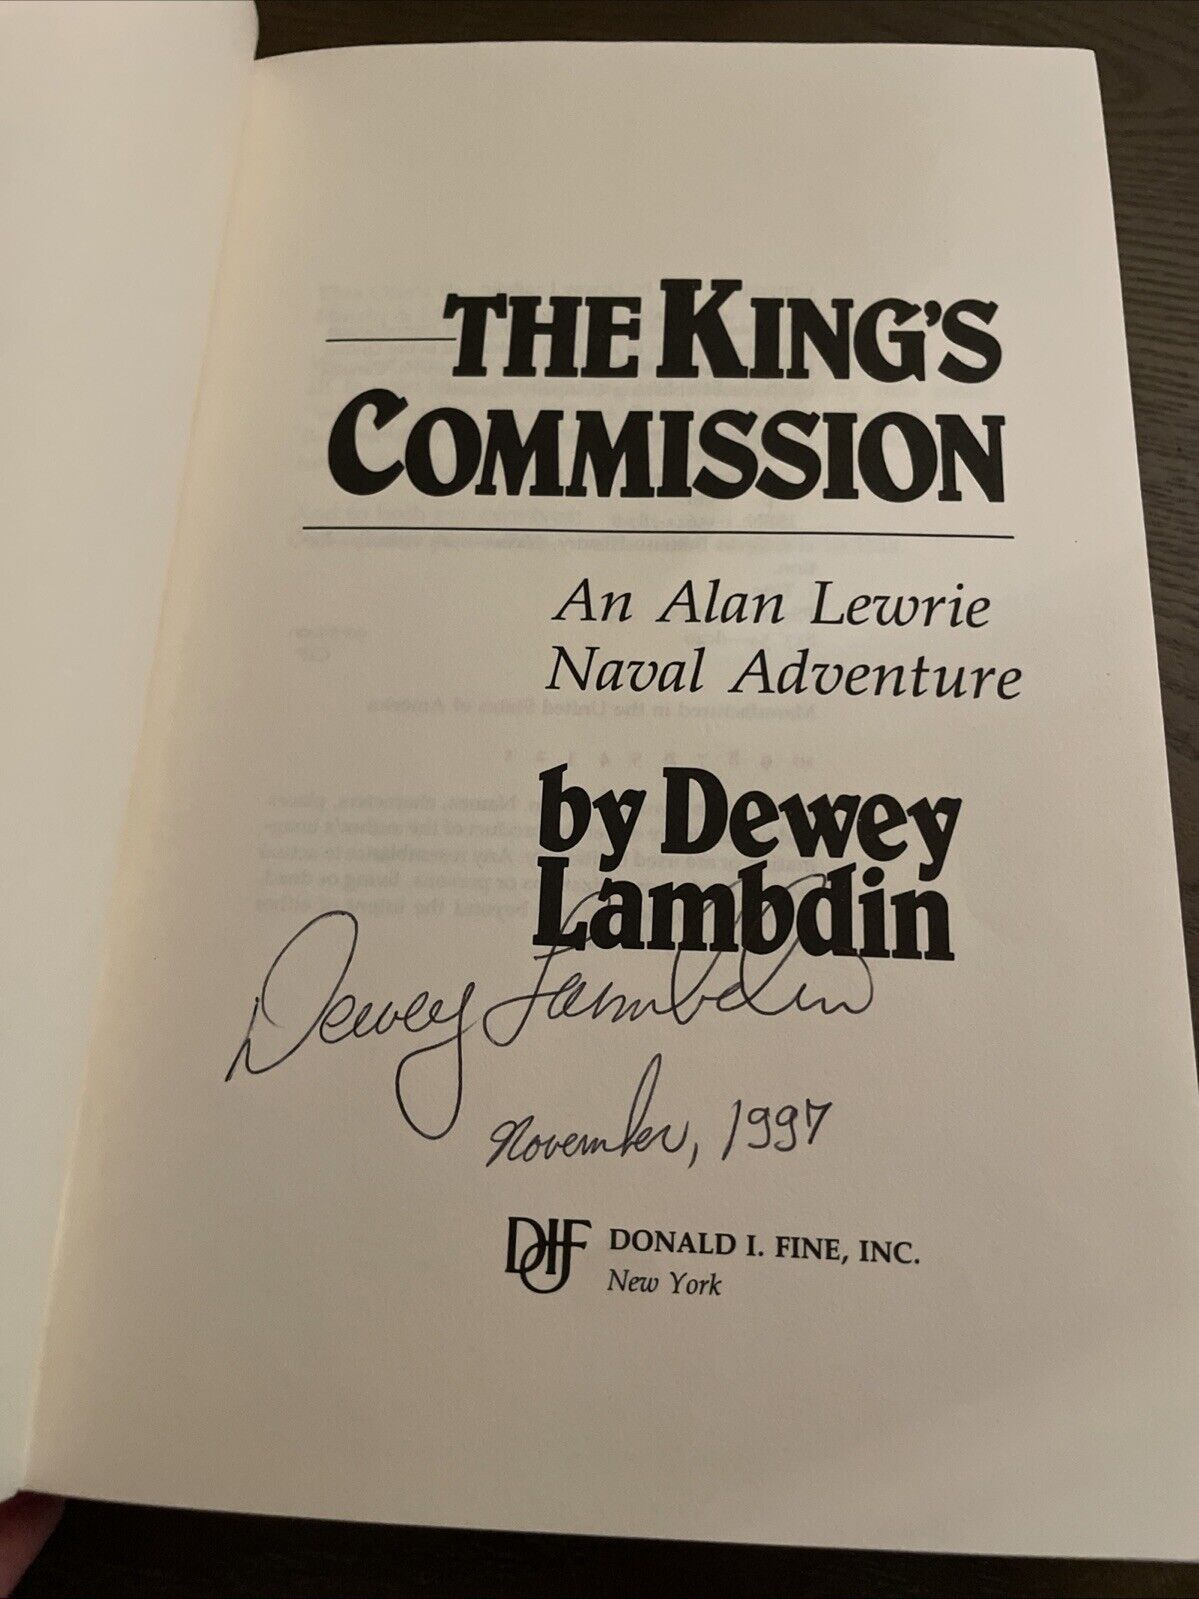 THE KING'S
COMMISSION
An Alan Lewrie
Naval Adventure
by Dewey
Lambdin
Dewey Lambdin
November, 1997
DIF DONALD I. FINE, INC.
New York